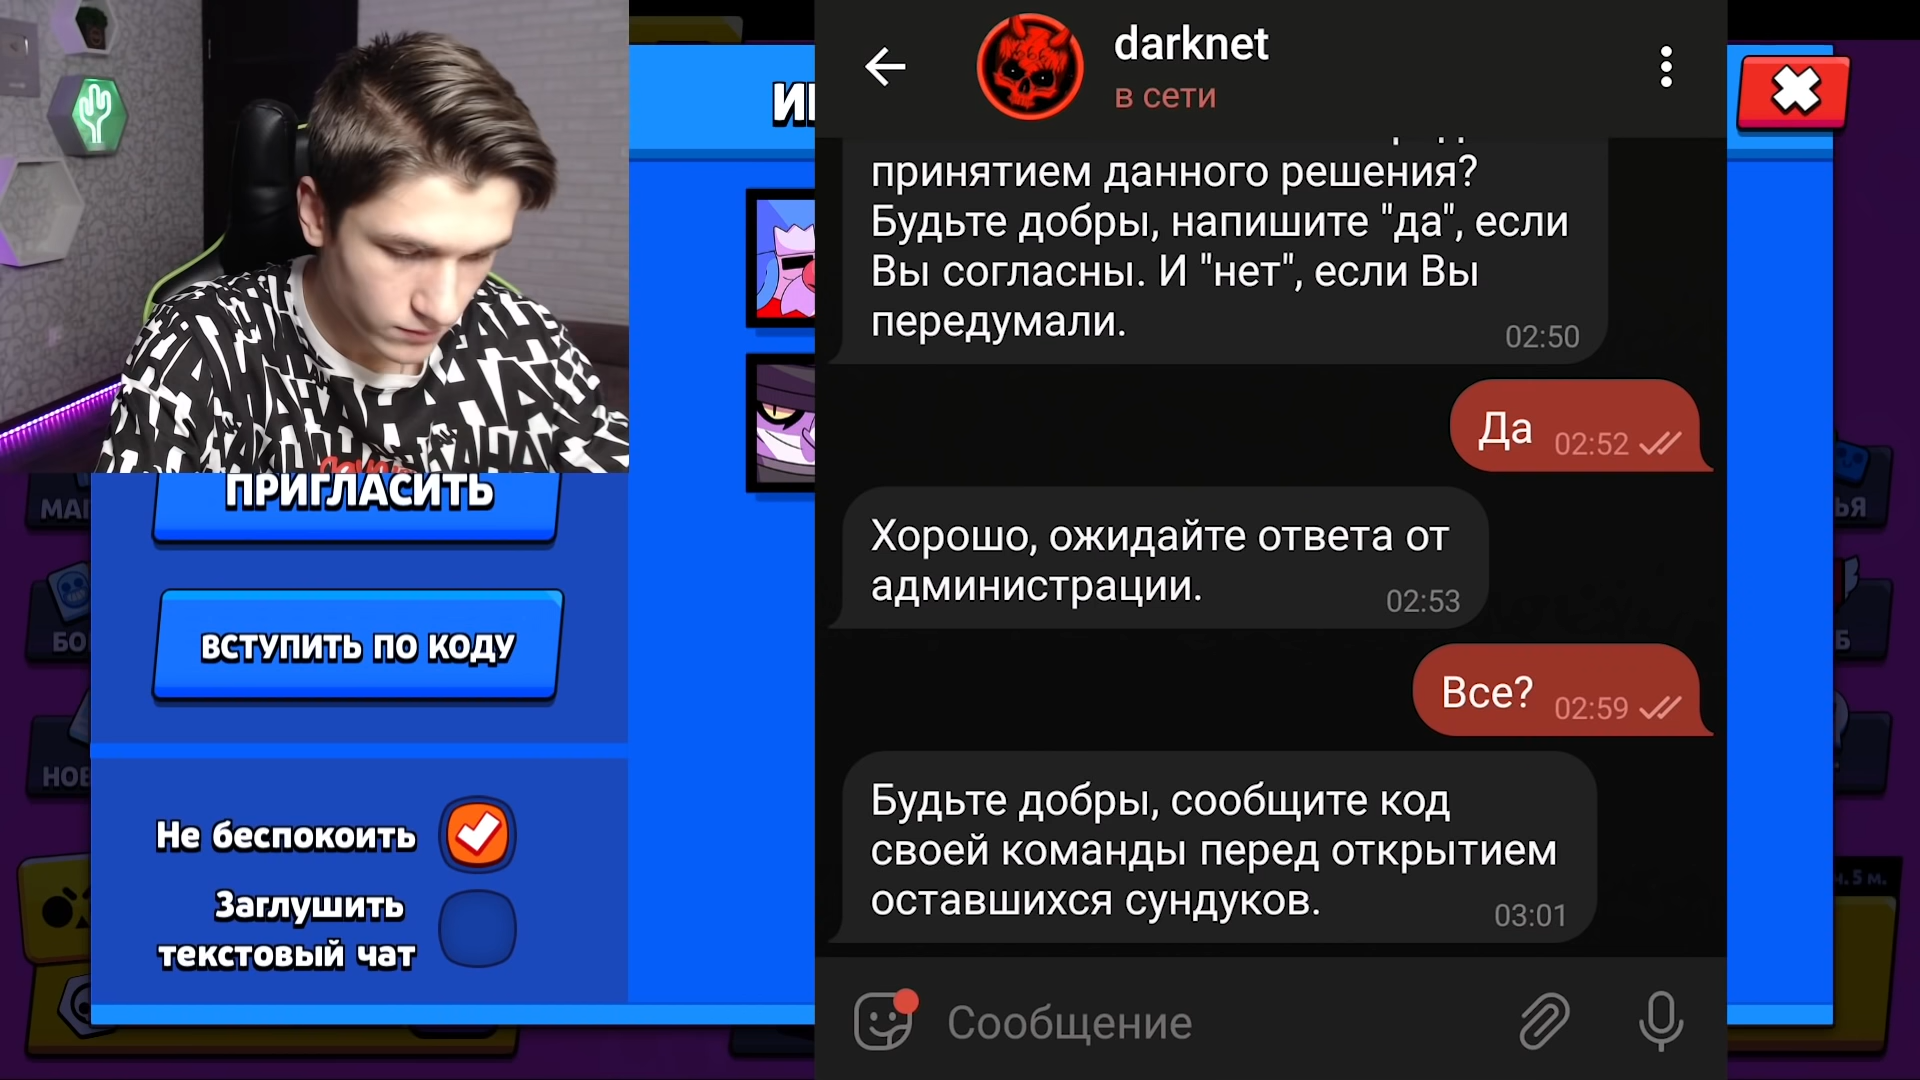 darknet
в сети
принятием данного решения?
Будьте добры, напишите "да", если
Вы согласны. И "нет", если Вы
передумали.
02:50
Да 02:52
Хорошо, ожидайте ответа от
администрации.
02:53
Все? 02:59
Будьте добры, сообщите код
своей команды перед открытием
оставшихся сундуков.
03:01
Сообщение
ПРИГЛАСИТЬ
ВСТУПИТЬ ПО КОДУ
Не беспокоить
Заглушить
текстовый чат